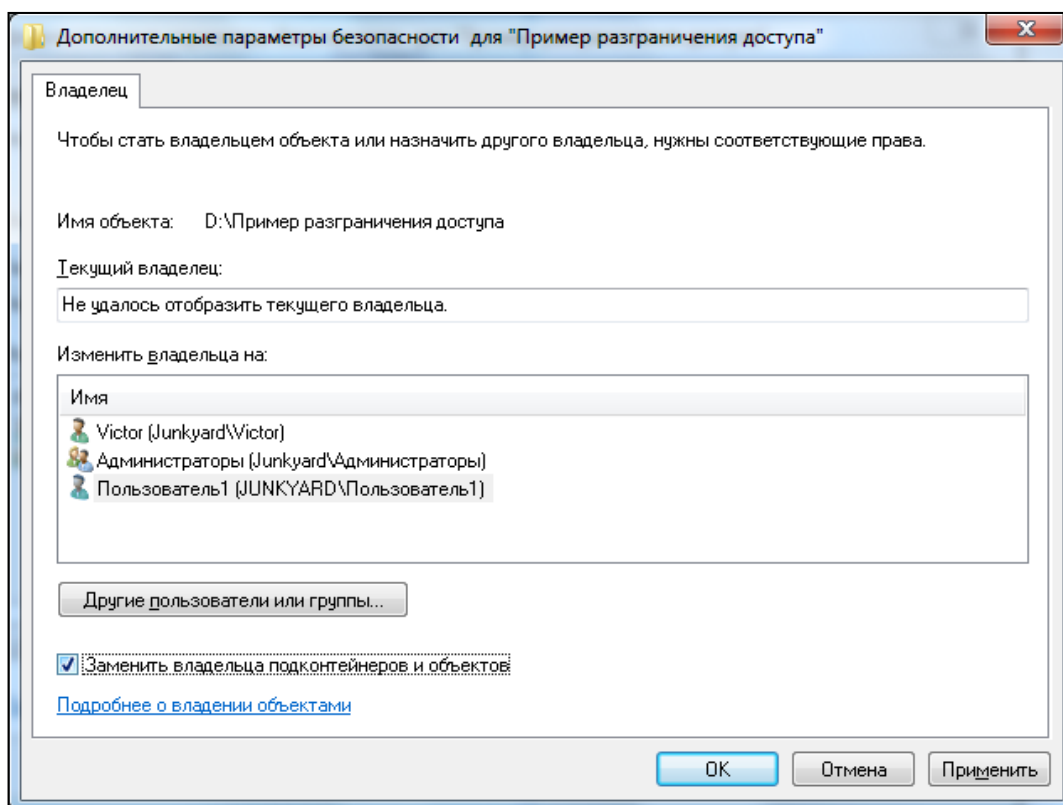 Дополнительные параметры безопасности для "Пример разграничения доступа"
Владелец
Чтобы стать владельцем объекта или назначить другого владельца, нужны соответствующие права.
Имя объекта: D:\Пример разграничения доступа
Текущий владелец:
Не удалось отобразить текущего владельца.
Изменить владельца на:
Имя
Victor (Junkyard\Victor)
Администраторы (Junkyard\Администраторы)
Пользователь1 (JUNKYARD\Пользователь1)
Другие пользователи или группы...
Заменить владельца подконтейнеров и объектов
Подробнее о владении объектами
ОК Отмена Применить